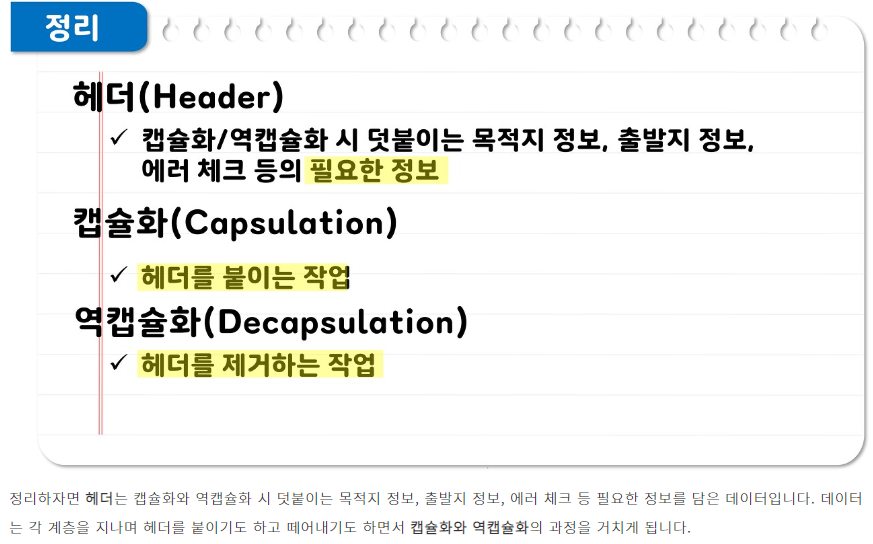 정리
헤더(Header)
✓ 캡슐화/역캡슐화 시 덧붙이는 목적지 정보, 출발지 정보,
에러 체크 등의 필요한 정보
캡슐화(Capsulation)
✓ 헤더를 붙이는 작업
역캡슐화(Decapsulation)
✓ 헤더를 제거하는 작업
정리하자면 헤더는 캡슐화와 역캡슐화 시 덧붙이는 목적지 정보, 출발지 정보, 에러 체크 등 필요한 정보를 담은 데이터입니다. 데이터
는 각 계층을 지나며 헤더를 붙이기도 하고 떼어내기도 하면서 캡슐화와 역캡슐화의 과정을 거치게 됩니다.